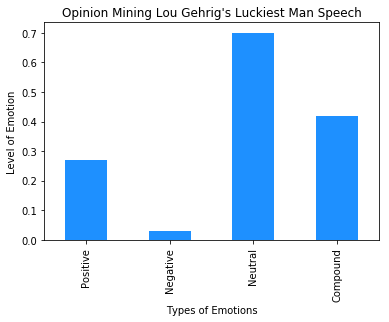 Opinion Mining Lou Gehrig's Luckiest Man Speech
Level of Emotion
0.7
0.6
0.5
0.4
0.3
0.2
0.1
0.0
Positive
Negative
Neutral
Compound
Types of Emotions